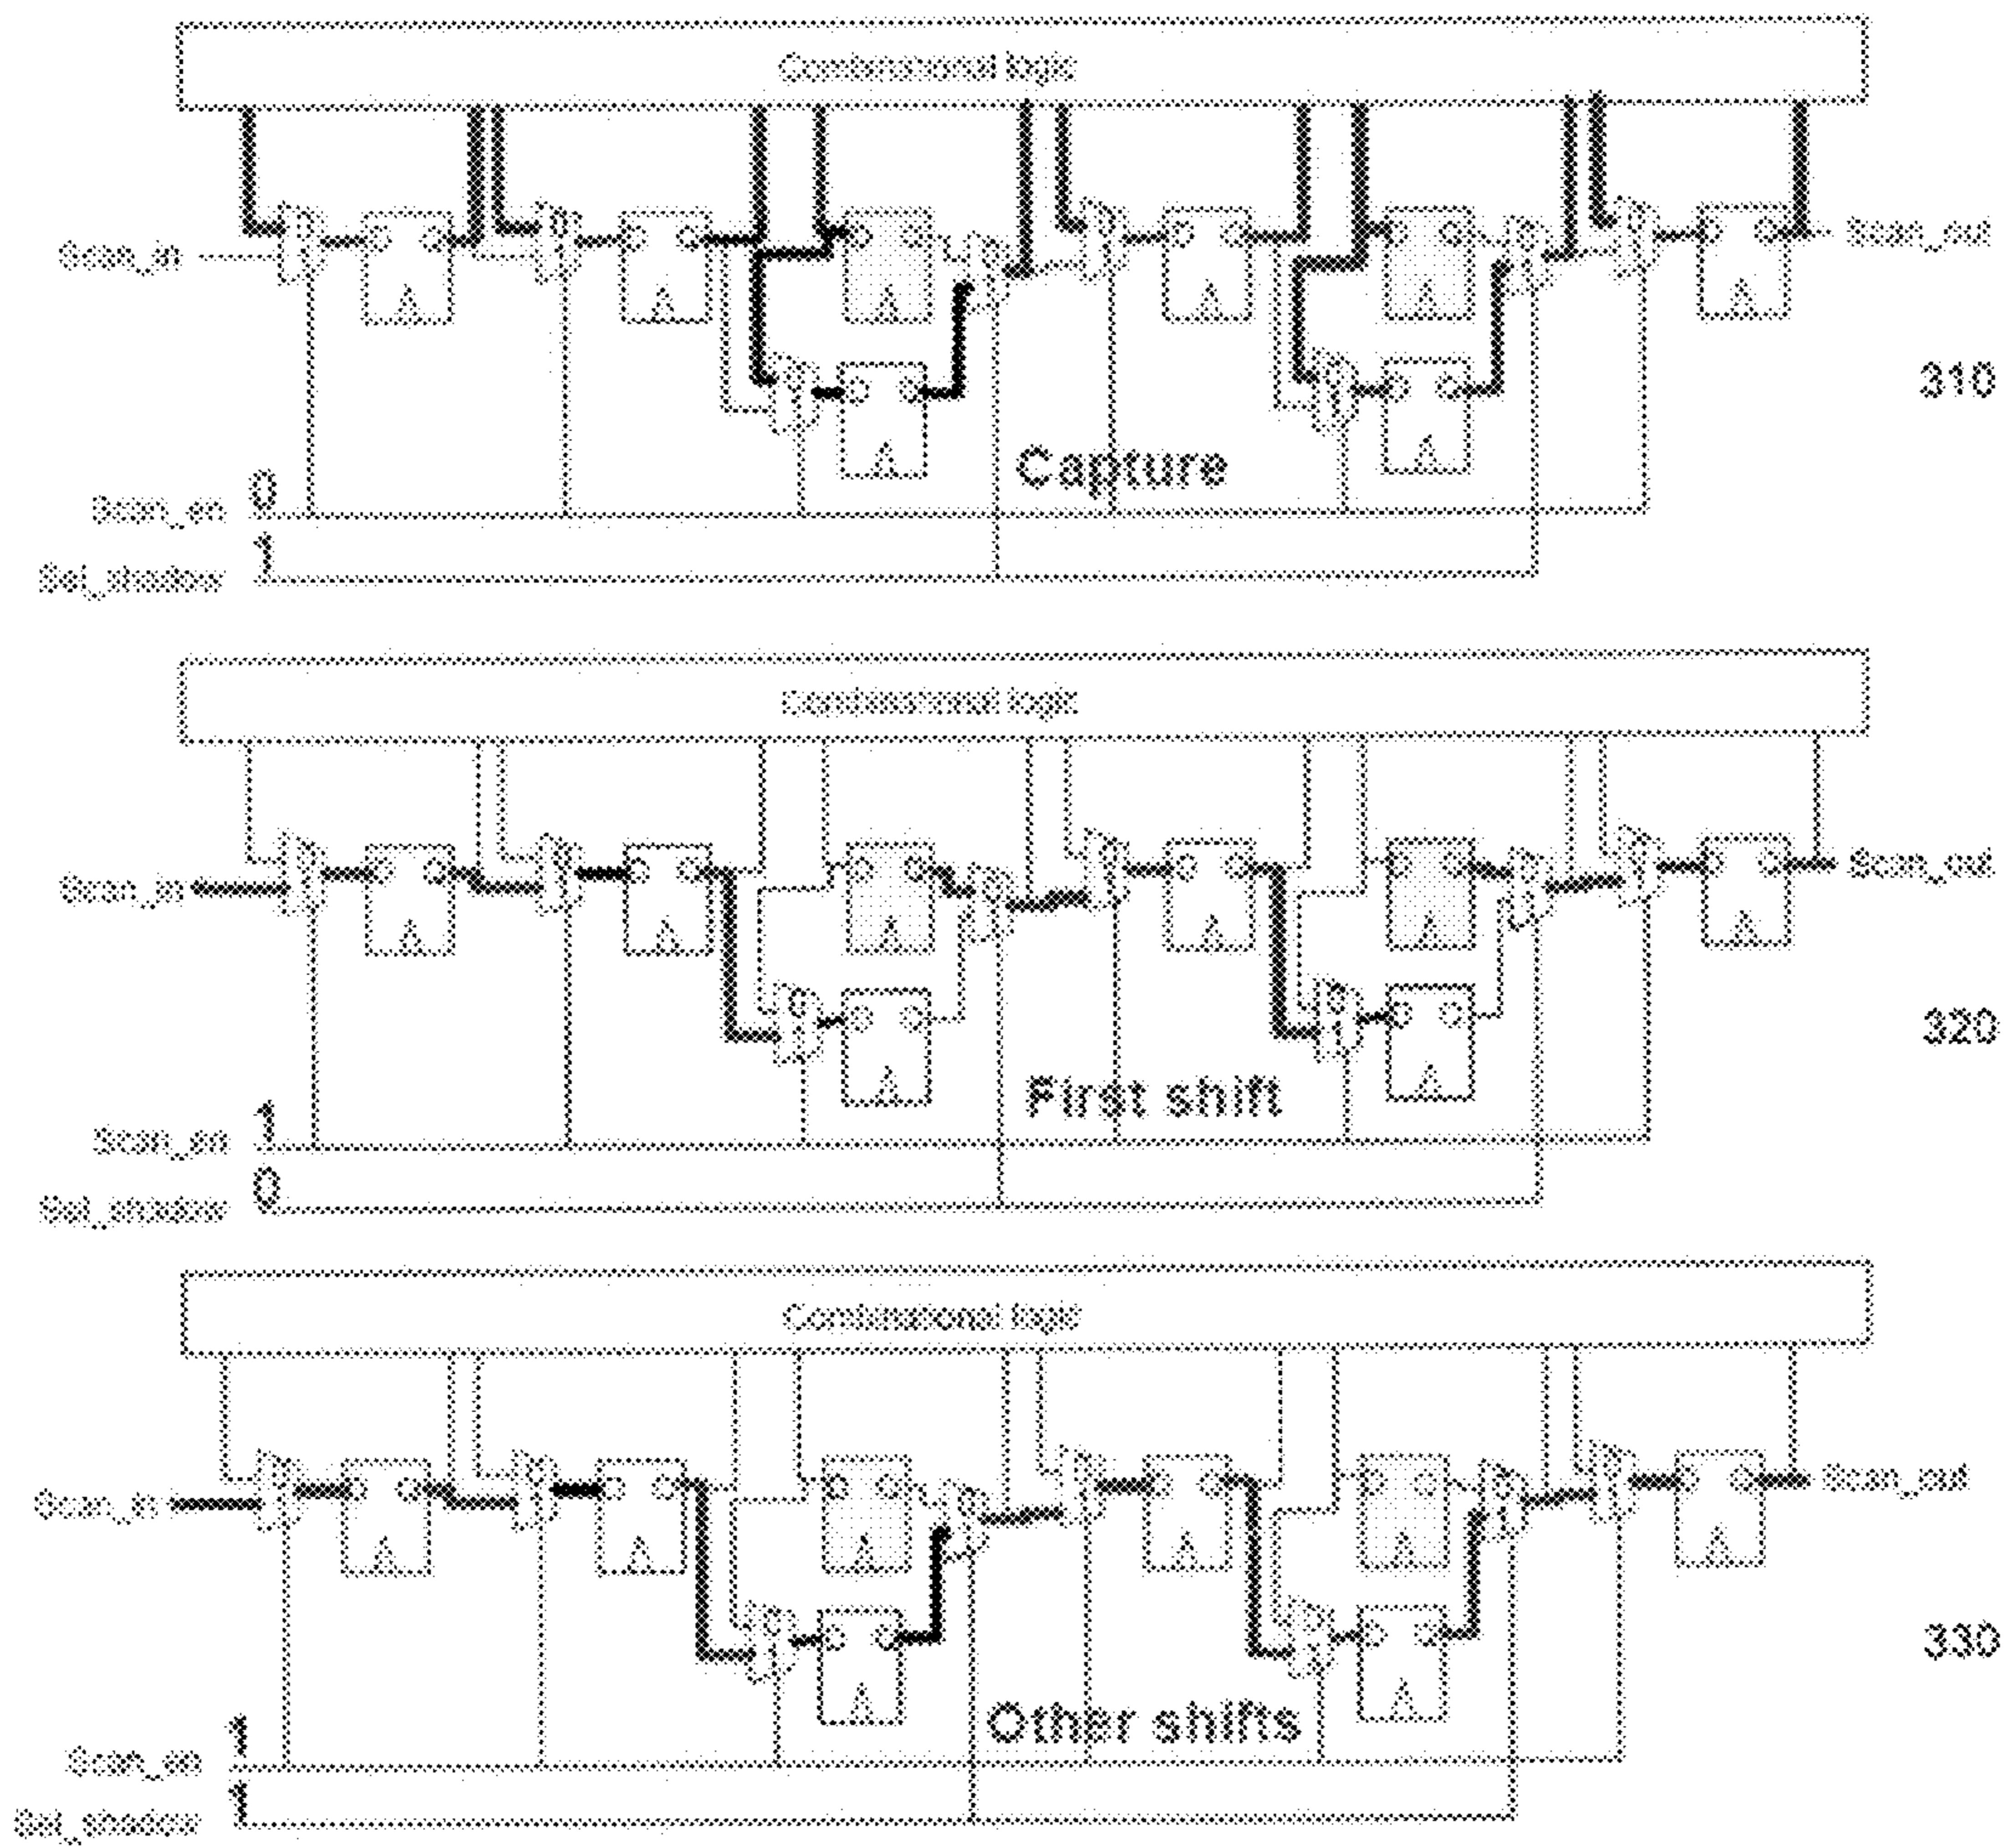 Combinational logic
Scan_in
Scan_out
310
Capture
Scan_en 0
Sel_shadow 1
Combinational logic
Scan_in
Scan_out
320
First shift
Scan_en 1
Sel_shadow 0
Combinational logic
Scan_in
Scan_out
330
Other shifts
Scan_en 1
Sel_shadow 1